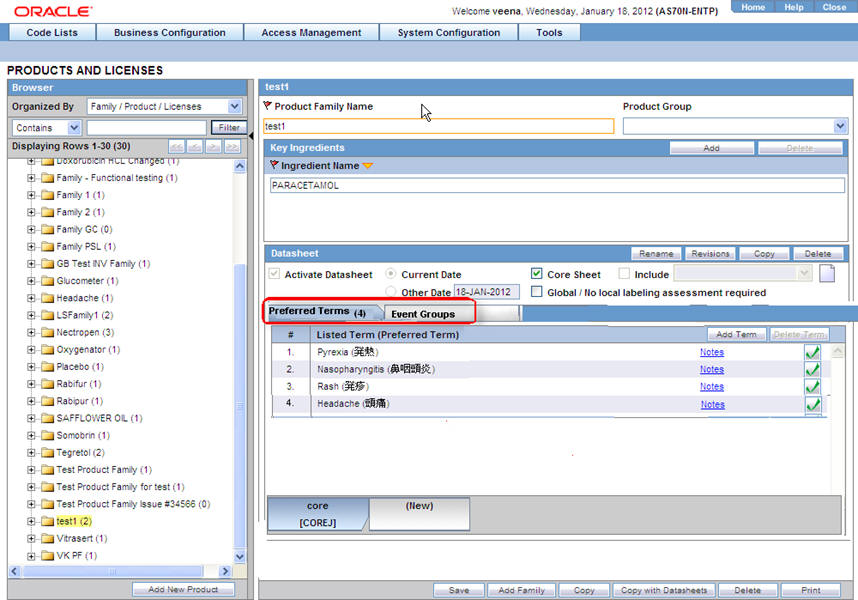 ORACLE
Welcome veena, Wednesday, January 18, 2012 (AS70N-ENTP)
Home Help Close
Code Lists Business Configuration Access Management System Configuration Tools
PRODUCTS AND LICENSES
Browser
Organized By Family / Product / Licenses
Contains Filter
Displaying Rows 1-30 (30) << < > >>
Doxorubicin HCL Changed (1)
Family - Functional testing (1)
Family 1 (1)
Family 2 (1)
Family GC (0)
Family PSL (1)
GB Test INV Family (1)
Glucometer (1)
Headache (1)
LSFamily1 (2)
Nectropen (3)
Oxygenator (1)
Placebo (1)
Rabifur (1)
Rabipur (1)
SAFFLOWER OIL (1)
Somobrin (1)
Tegretol (2)
Test Product Family (1)
Test Product Family for test (1)
Test Product Family Issue #34566 (0)
test1 (2)
Vitrasert (1)
VK PF (1)
Add New Product
test1
Product Family Name Product Group
test1
Key Ingredients Add Delete
Ingredient Name
PARACETAMOL
Datasheet Rename Revisions Copy Delete
Activate Datasheet Current Date Core Sheet Include
Other Date 18-JAN-2012 Global / No local labeling assessment required
Preferred Terms (4) Event Groups
# Listed Term (Preferred Term) Add Term Delete Term
1. Pyrexia (発熱) Notes
2. Nasopharyngitis (鼻咽頭炎) Notes
3. Rash (発疹) Notes
4. Headache (頭痛) Notes
core (New)
[COREJ]
Save Add Family Copy Copy with Datasheets Delete Print